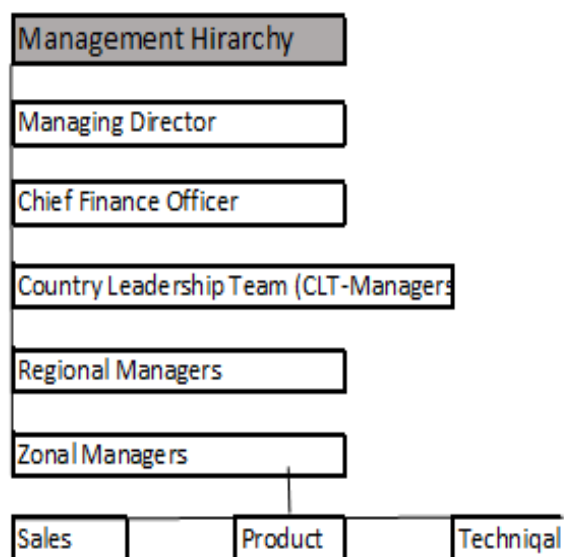 Management Hirarchy
Managing Director
Chief Finance Officer
Country Leadership Team (CLT-Managers
Regional Managers
Zonal Managers
Sales Product Techniqal